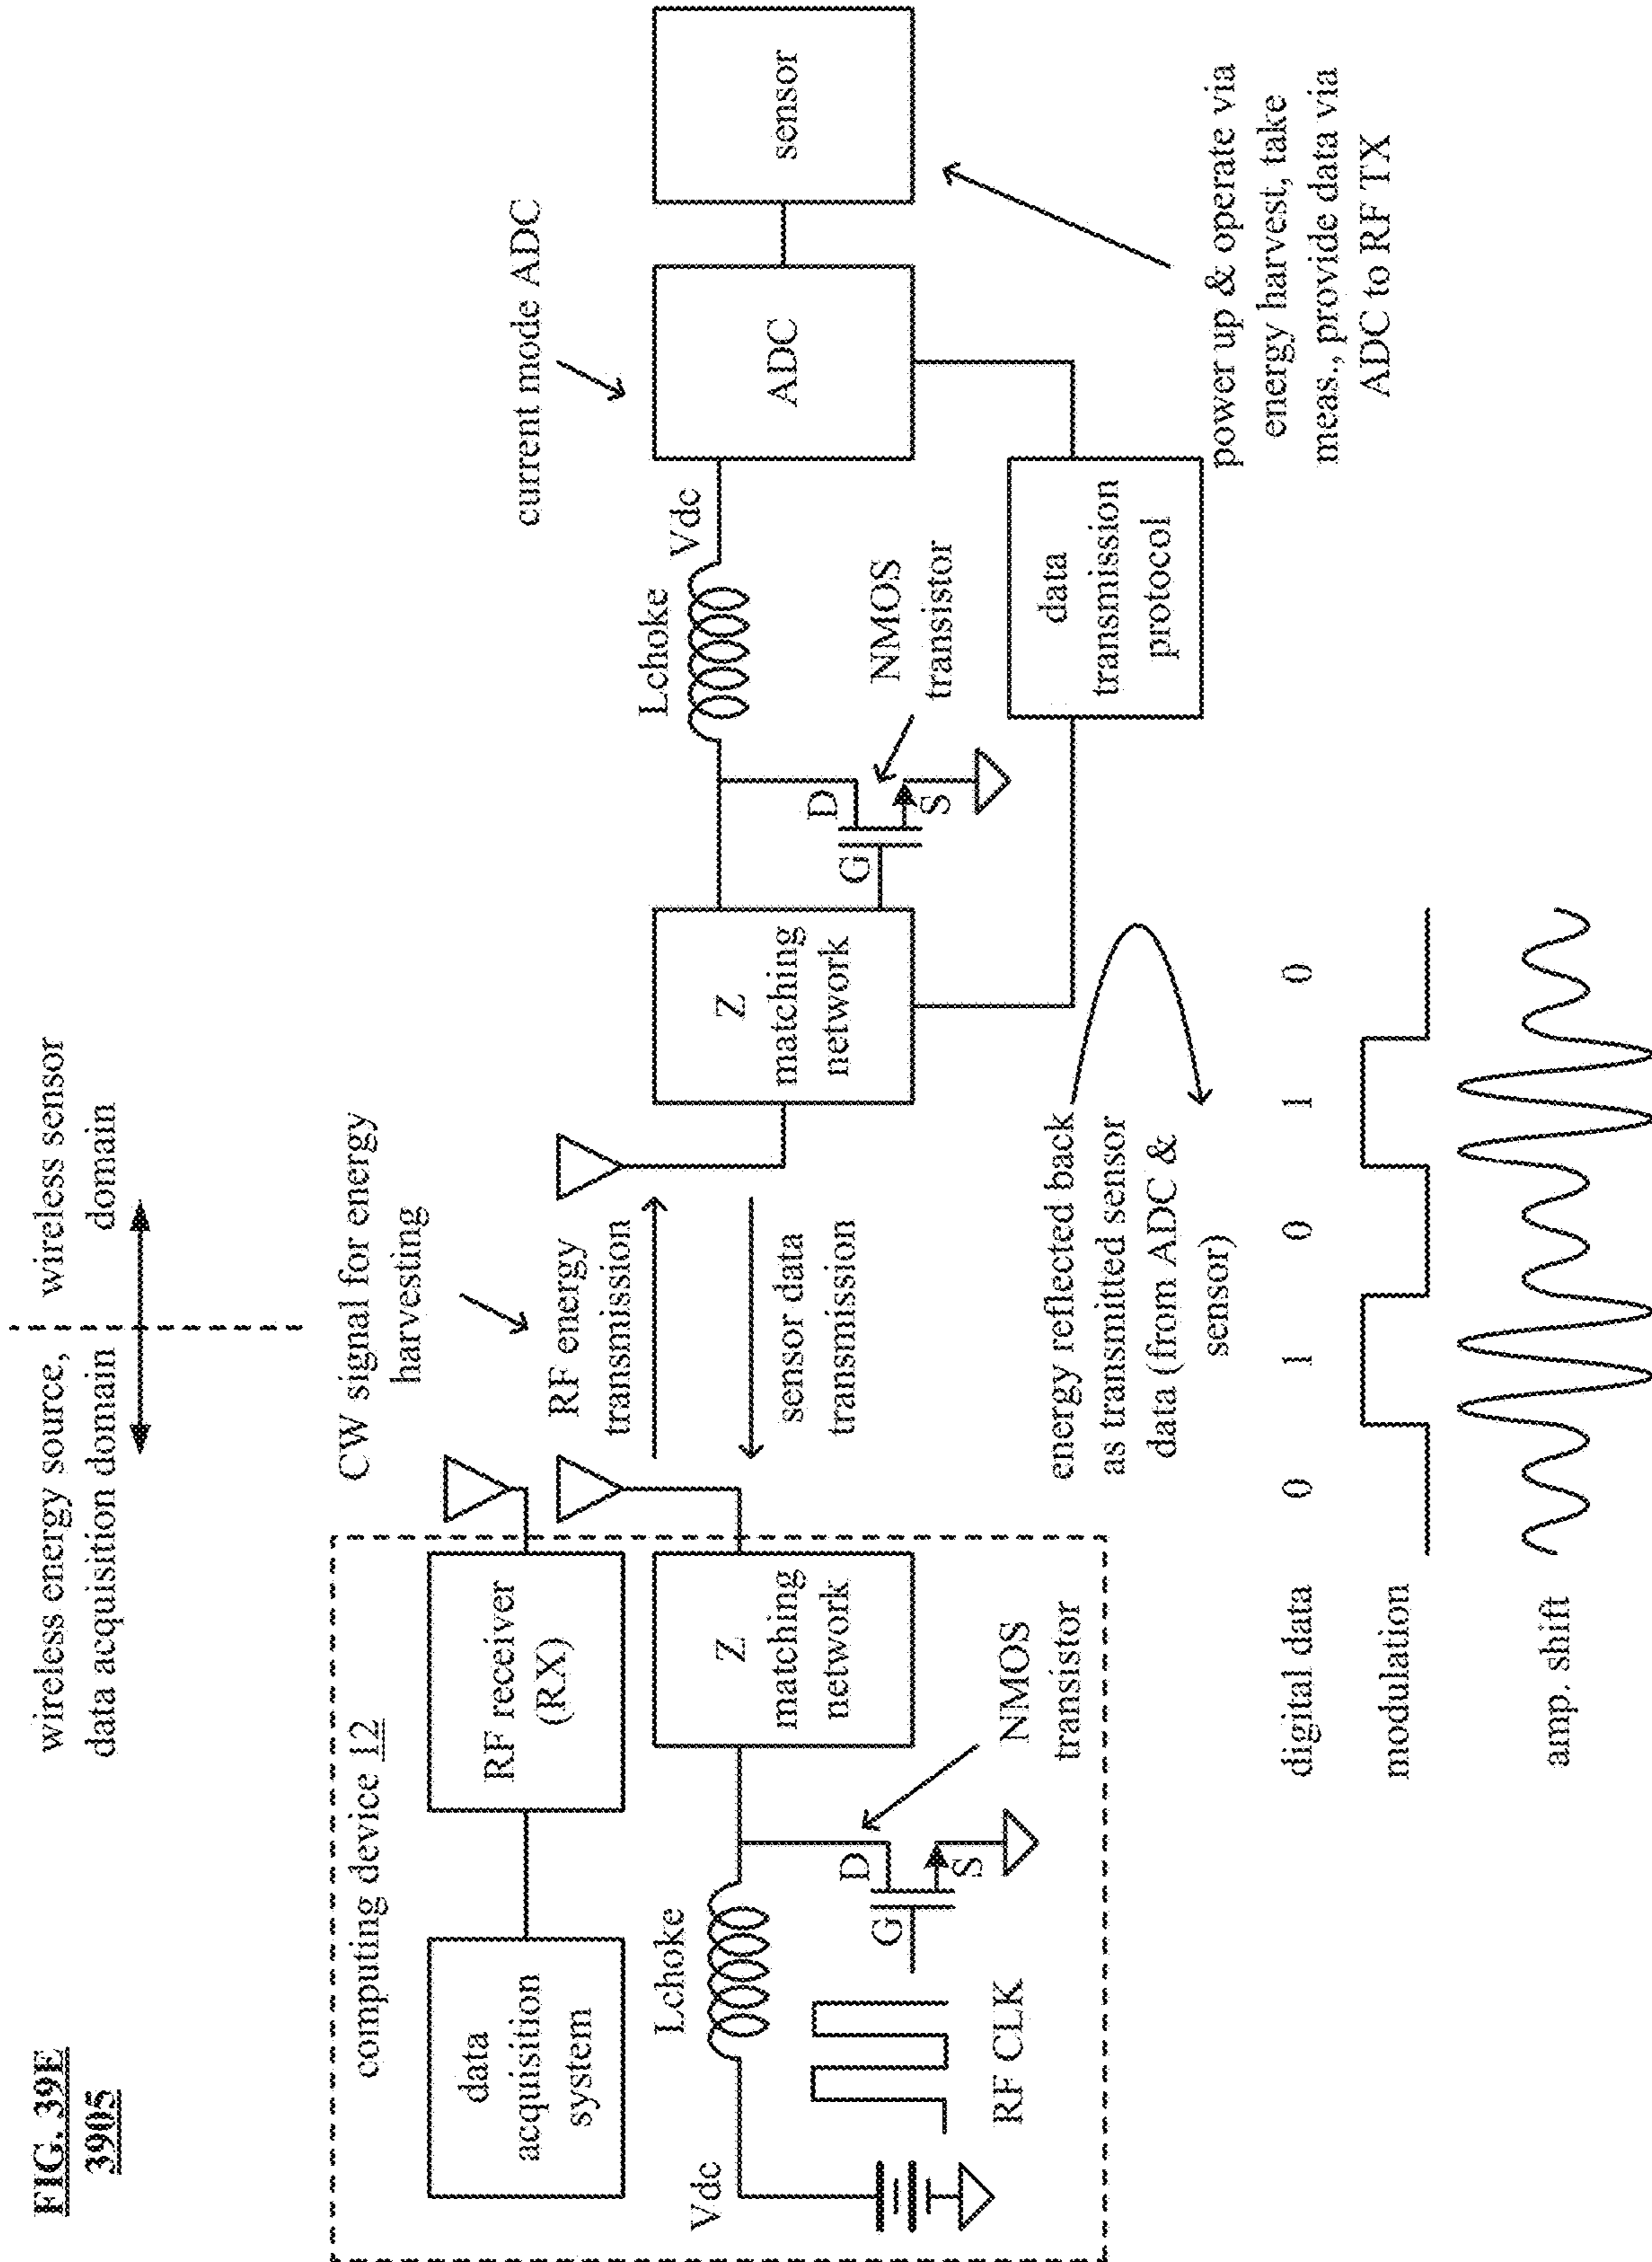 FIG. 39E
3905
wireless energy source,
data acquisition domain
wireless sensor
domain
computing device 12
data
acquisition
system
RF receiver
(RX)
CW signal for energy
harvesting
RF energy
transmission
sensor data
transmission
Vdc
Lchoke
Z
matching
network
D
G
S
RF CLK
NMOS
transistor
Z
matching
network
Lchoke
Vdc
D
G
S
NMOS
transistor
current mode ADC
ADC
sensor
data
transmission
protocol
energy reflected back
as transmitted sensor
data (from ADC &
sensor)
power up & operate via
energy harvest, take
meas., provide data via
ADC to RF TX
digital data 0 1 0 1 0
modulation
amp. shift